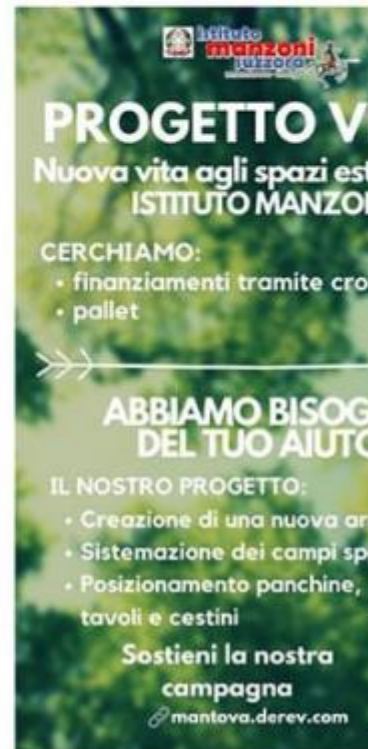 Istituto
manzoni
suzzara
PROGETTO V
Nuova vita agli spazi est
ISTITUTO MANZO
CERCHIAMO:
• finanziamenti tramite cro
• pallet
ABBIAMO BISOG
DEL TUO AIUTO
IL NOSTRO PROGETTO:
• Creazione di una nuova ar
• Sistemazione dei campi sp
• Posizionamento panchine,
tavoli e cestini
Sostieni la nostra
campagna
mantova.derev.com